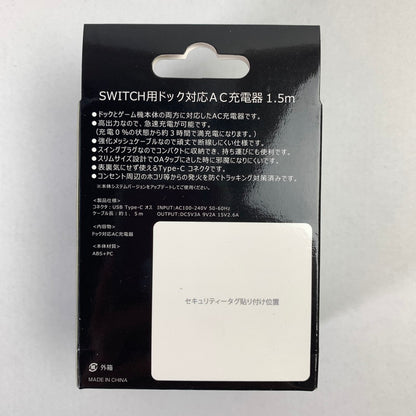 SWITCH用ドック対応AC充電器 1.5m
●ドックとゲーム機本体の両方に対応したAC充電器です。
●高出力なので、急速充電が可能です。
(充電0%の状態から約3時間で満充電になります。)
●強化メッシュケーブルなので頑丈で断線しにくい仕様です。
●スイングプラグなのでコンパクトに収納でき、持ち運びにも便利です。
●スリムサイズ設計でOAタップにさした時に邪魔になりにくいです。
●表裏気にせず使えるType-C コネクタです。
●コンセント周辺のホコリ等からの発火を防ぐトラッキング対策済みです。
※本体システムバージョンをアップデートしてご使用ください。
<製品仕様>
コネクタ:USB Type-C オス INPUT:AC100-240V 50-60Hz
ケーブル長:約1.5m OUTPUT:DC5V3A 9V2A 15V2.6A
<内容物>
ドック対応AC充電器
<本体材質>
ABS+PC
セキュリティータグ貼り付け位置
紙 外箱
MADE IN CHINA